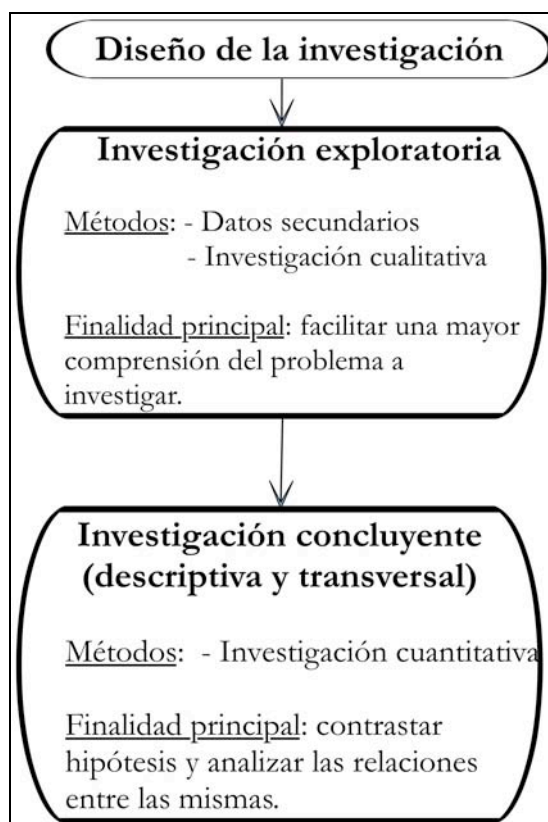 Diseño de la investigación
Investigación exploratoria
Métodos: - Datos secundarios
- Investigación cualitativa
Finalidad principal: facilitar una mayor
comprensión del problema a
investigar.
Investigación concluyente
(descriptiva y transversal)
Métodos: - Investigación cuantitativa
Finalidad principal: contrastar
hipótesis y analizar las relaciones
entre las mismas.